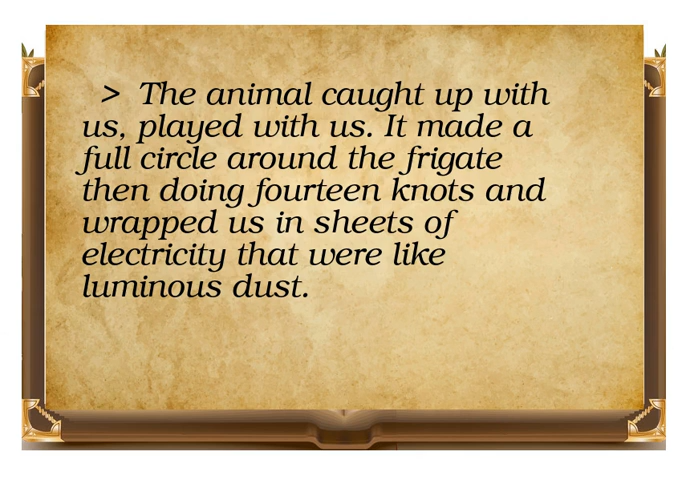 > The animal caught up with
us, played with us. It made a
full circle around the frigate
then doing fourteen knots and
wrapped us in sheets of
electricity that were like
luminous dust.